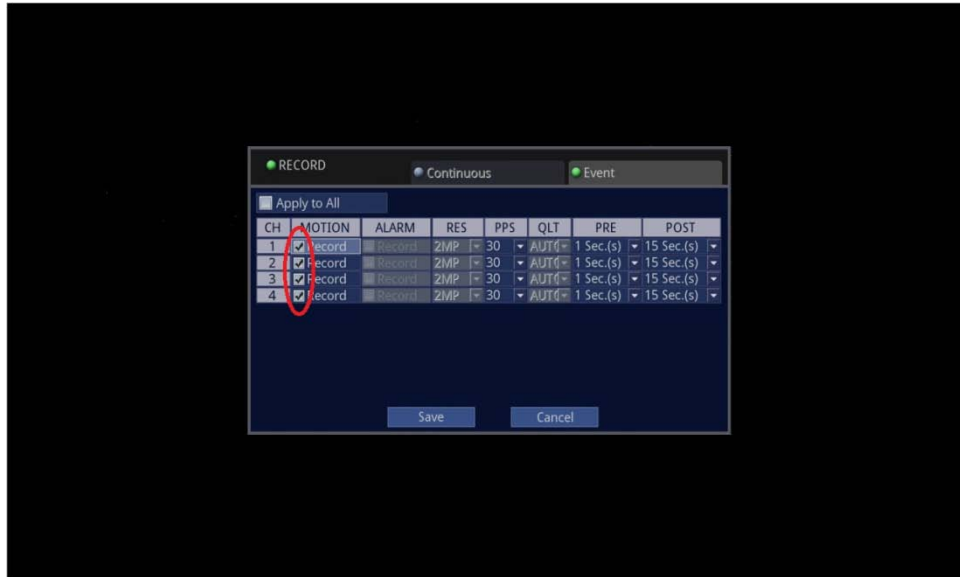 RECORD Continuous Event
Apply to All
CH MOTION ALARM RES PPS QLT PRE POST
1 Record Record 2MP 30 AUTO 1 Sec.(s) 15 Sec.(s)
2 Record Record 2MP 30 AUTO 1 Sec.(s) 15 Sec.(s)
3 Record Record 2MP 30 AUTO 1 Sec.(s) 15 Sec.(s)
4 Record Record 2MP 30 AUTO 1 Sec.(s) 15 Sec.(s)
Save Cancel